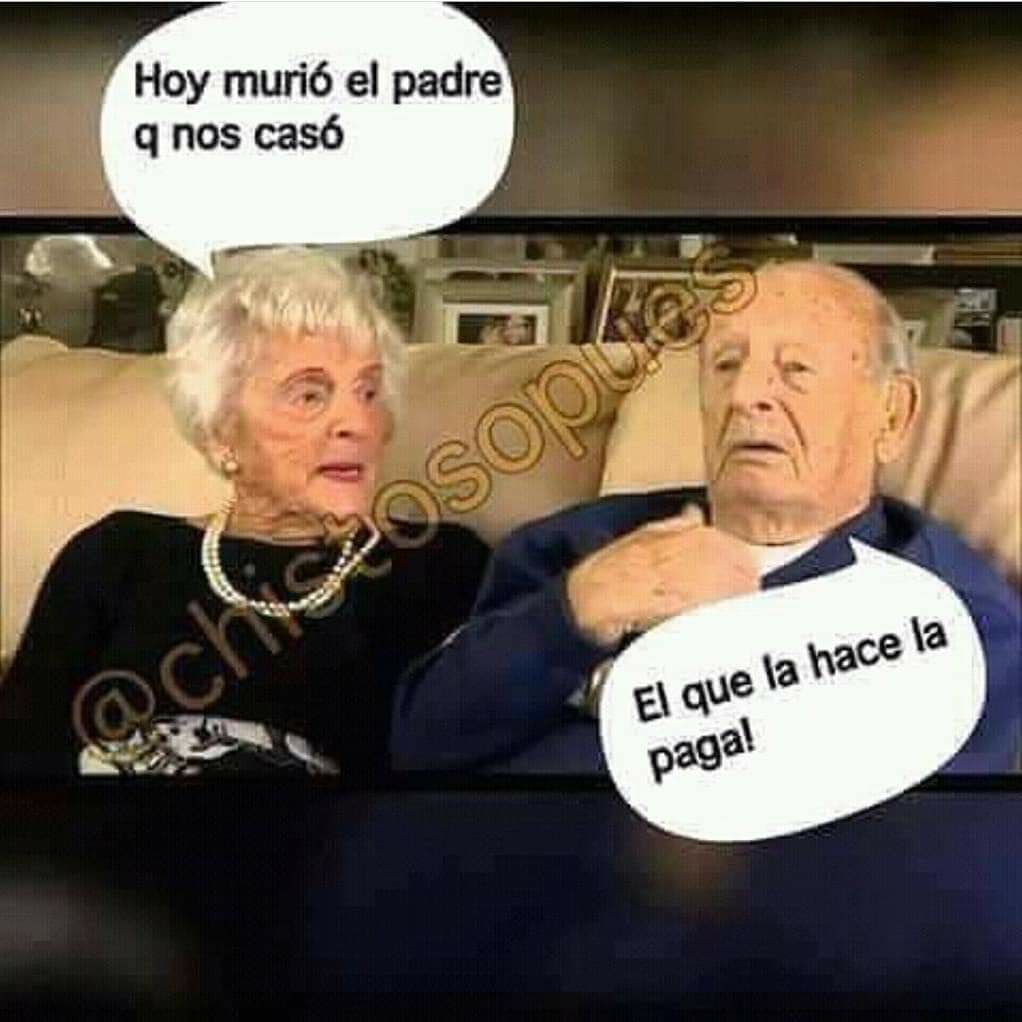 Hoy murió el padre
q nos casó
@chistosopues
El que la hace la
paga!